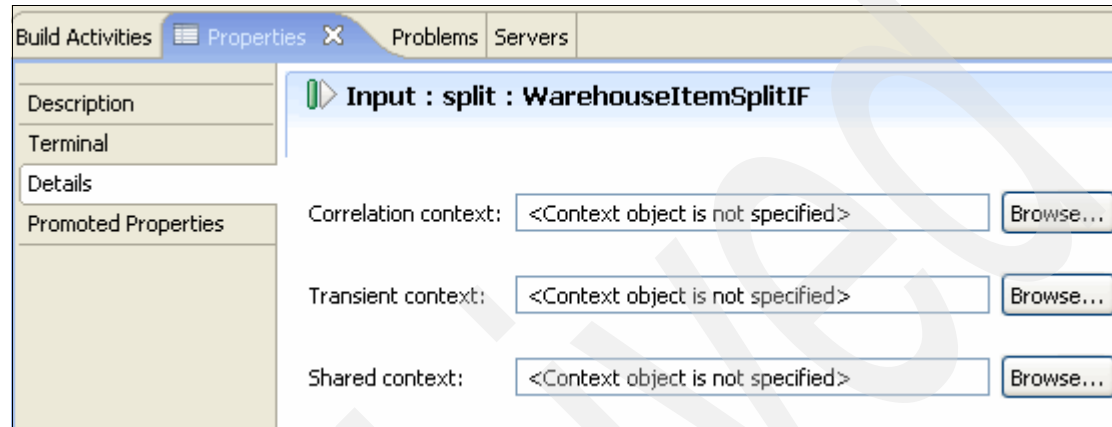 Build Activities Properties Problems Servers
Description
Terminal
Details
Promoted Properties
Input : split : WarehouseItemSplitIF
Correlation context: <Context object is not specified> Browse...
Transient context: <Context object is not specified> Browse...
Shared context: <Context object is not specified> Browse...